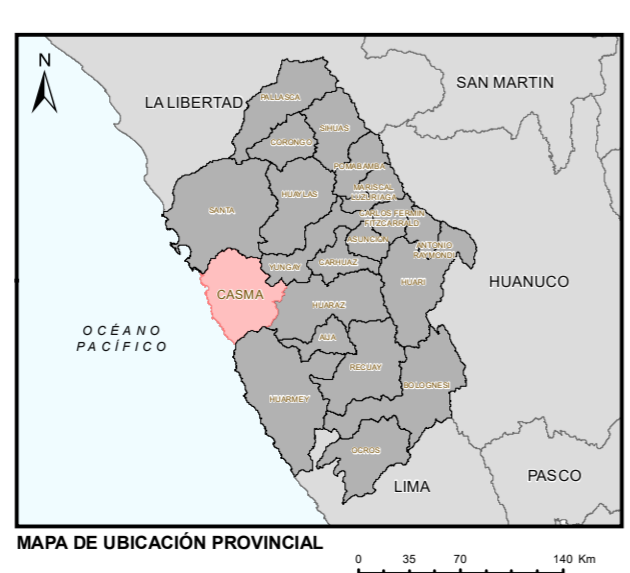 N
SAN MARTIN
LA LIBERTAD
PALLASCA
SIHUAS
CORONGO
POMABAMBA
MARISCAL
LUZURIAGA
HUAYLAS
SANTA
CARLOS FERMIN
FITZCARRALD
ASUNCION
ANTONIO
RAYMONDI
CARHUAZ
YUNGAY
HUARI
HUANUCO
CASMA
HUARAZ
OCÉANO
PACÍFICO
AIJA
RECUAY
BOLOGNESI
HUARMEY
OCROS
PASCO
LIMA
MAPA DE UBICACIÓN PROVINCIAL
0 35 70 140 Km